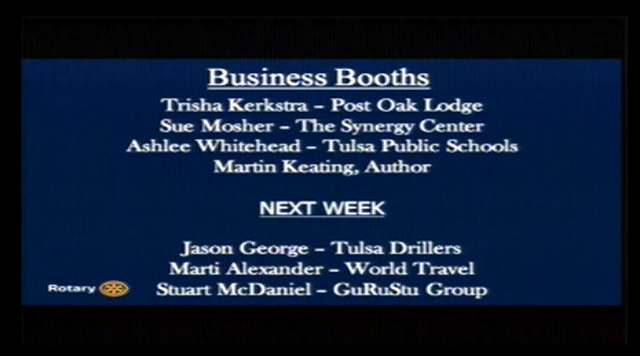 Business Booths
Trisha Kerkstra – Post Oak Lodge
Sue Mosher – The Synergy Center
Ashlee Whitehead – Tulsa Public Schools
Martin Keating, Author
NEXT WEEK
Jason George – Tulsa Drillers
Marti Alexander – World Travel
Stuart McDaniel – GuRuStu Group
Rotary